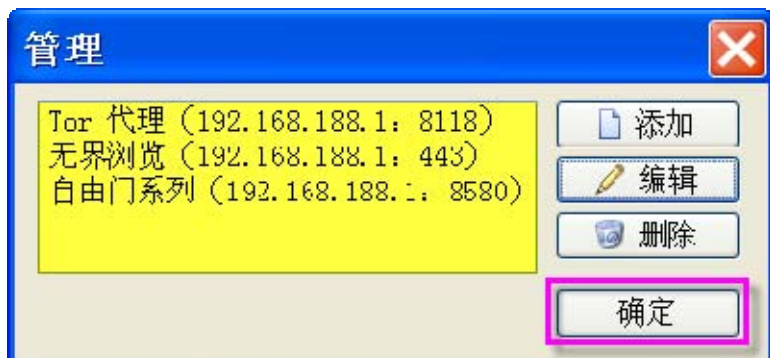 管理
Tor 代理（192.168.188.1：8118）
无界浏览（192.168.188.1：443）
自由门系列（192.168.188.1：8580）
添加
编辑
删除
确定